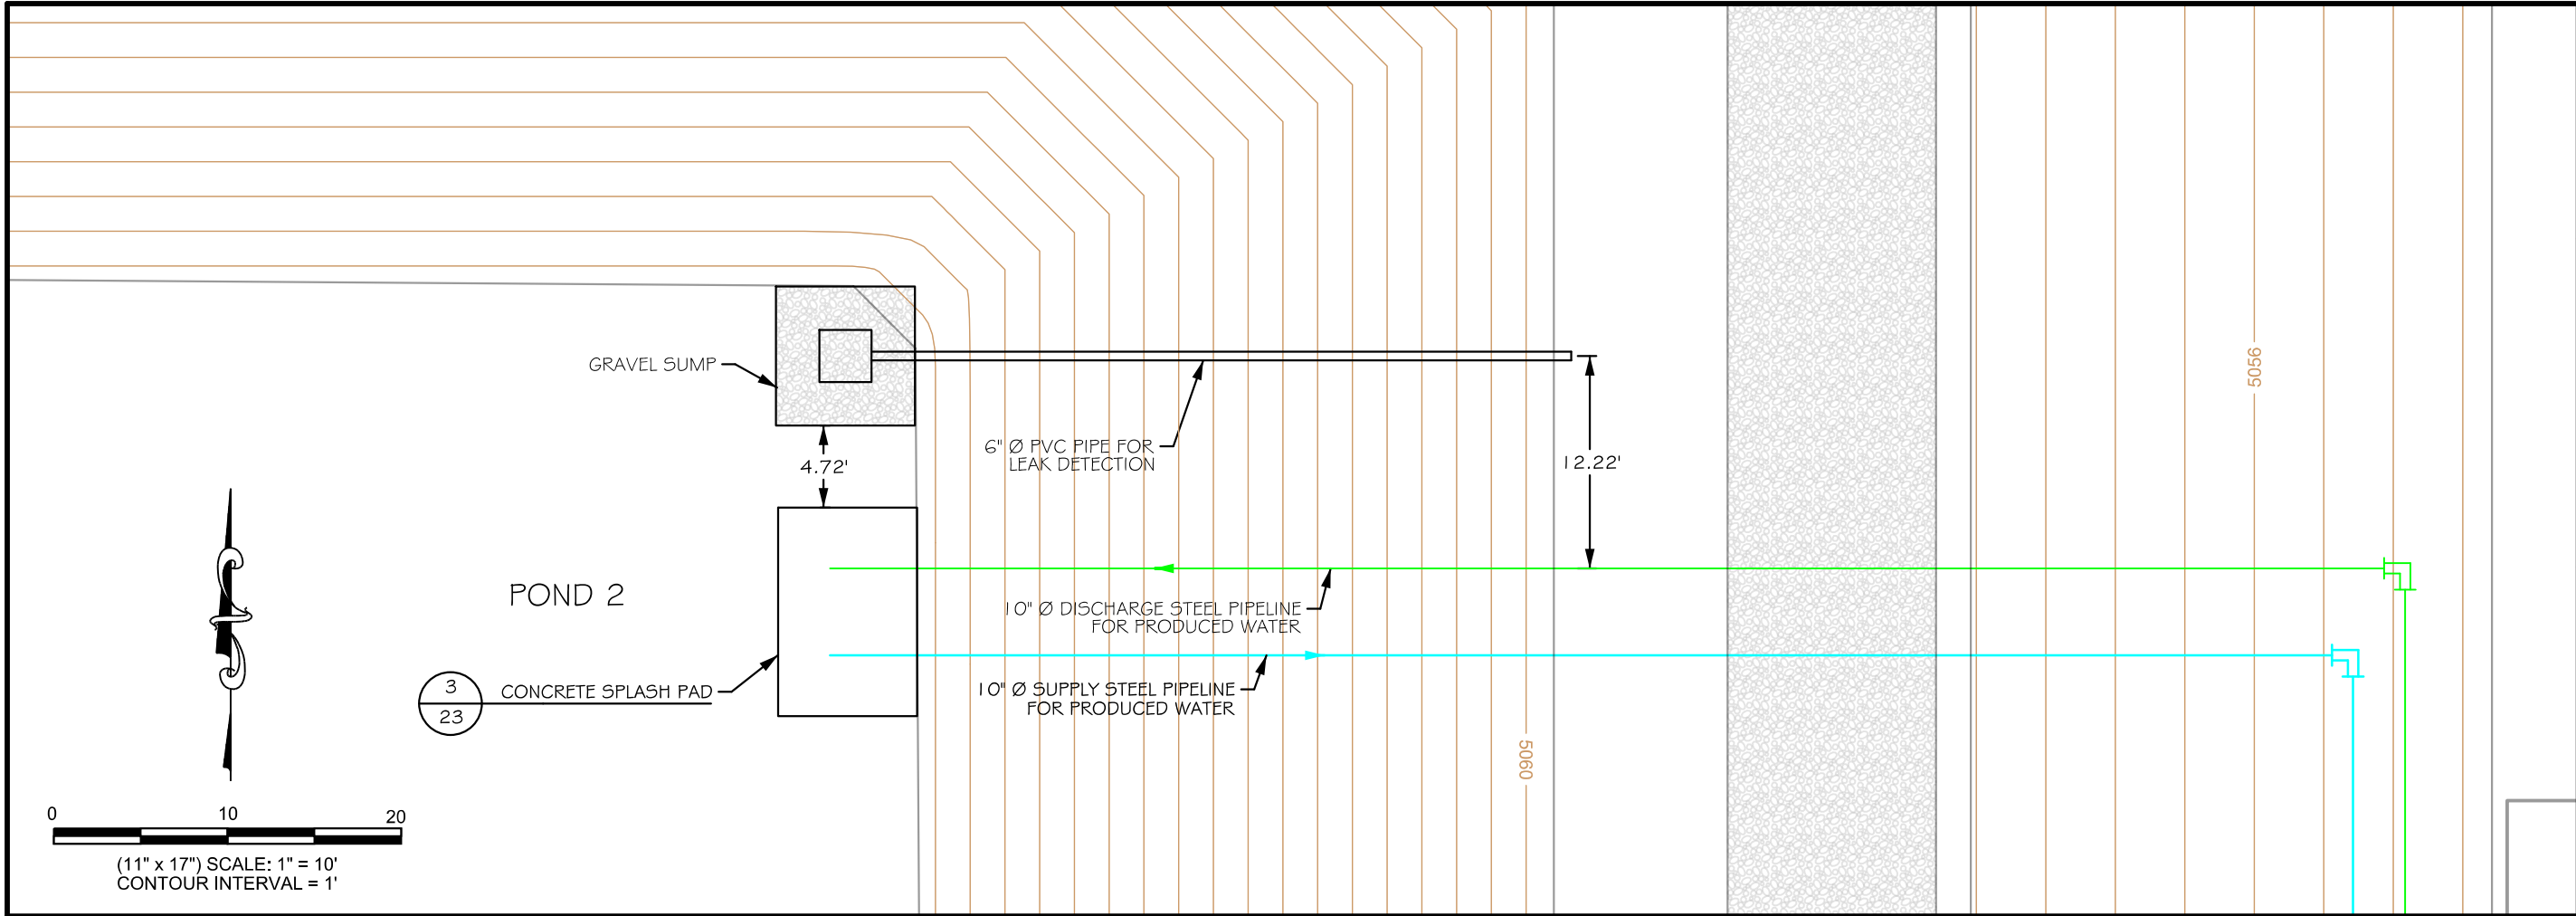 5056
GRAVEL SUMP
6" Ø PVC PIPE FOR
LEAK DETECTION
4.72'
12.22'
POND 2
10" Ø DISCHARGE STEEL PIPELINE
FOR PRODUCED WATER
3
23
CONCRETE SPLASH PAD
10" Ø SUPPLY STEEL PIPELINE
FOR PRODUCED WATER
5060
0 10 20
(11" x 17") SCALE: 1" = 10'
CONTOUR INTERVAL = 1'